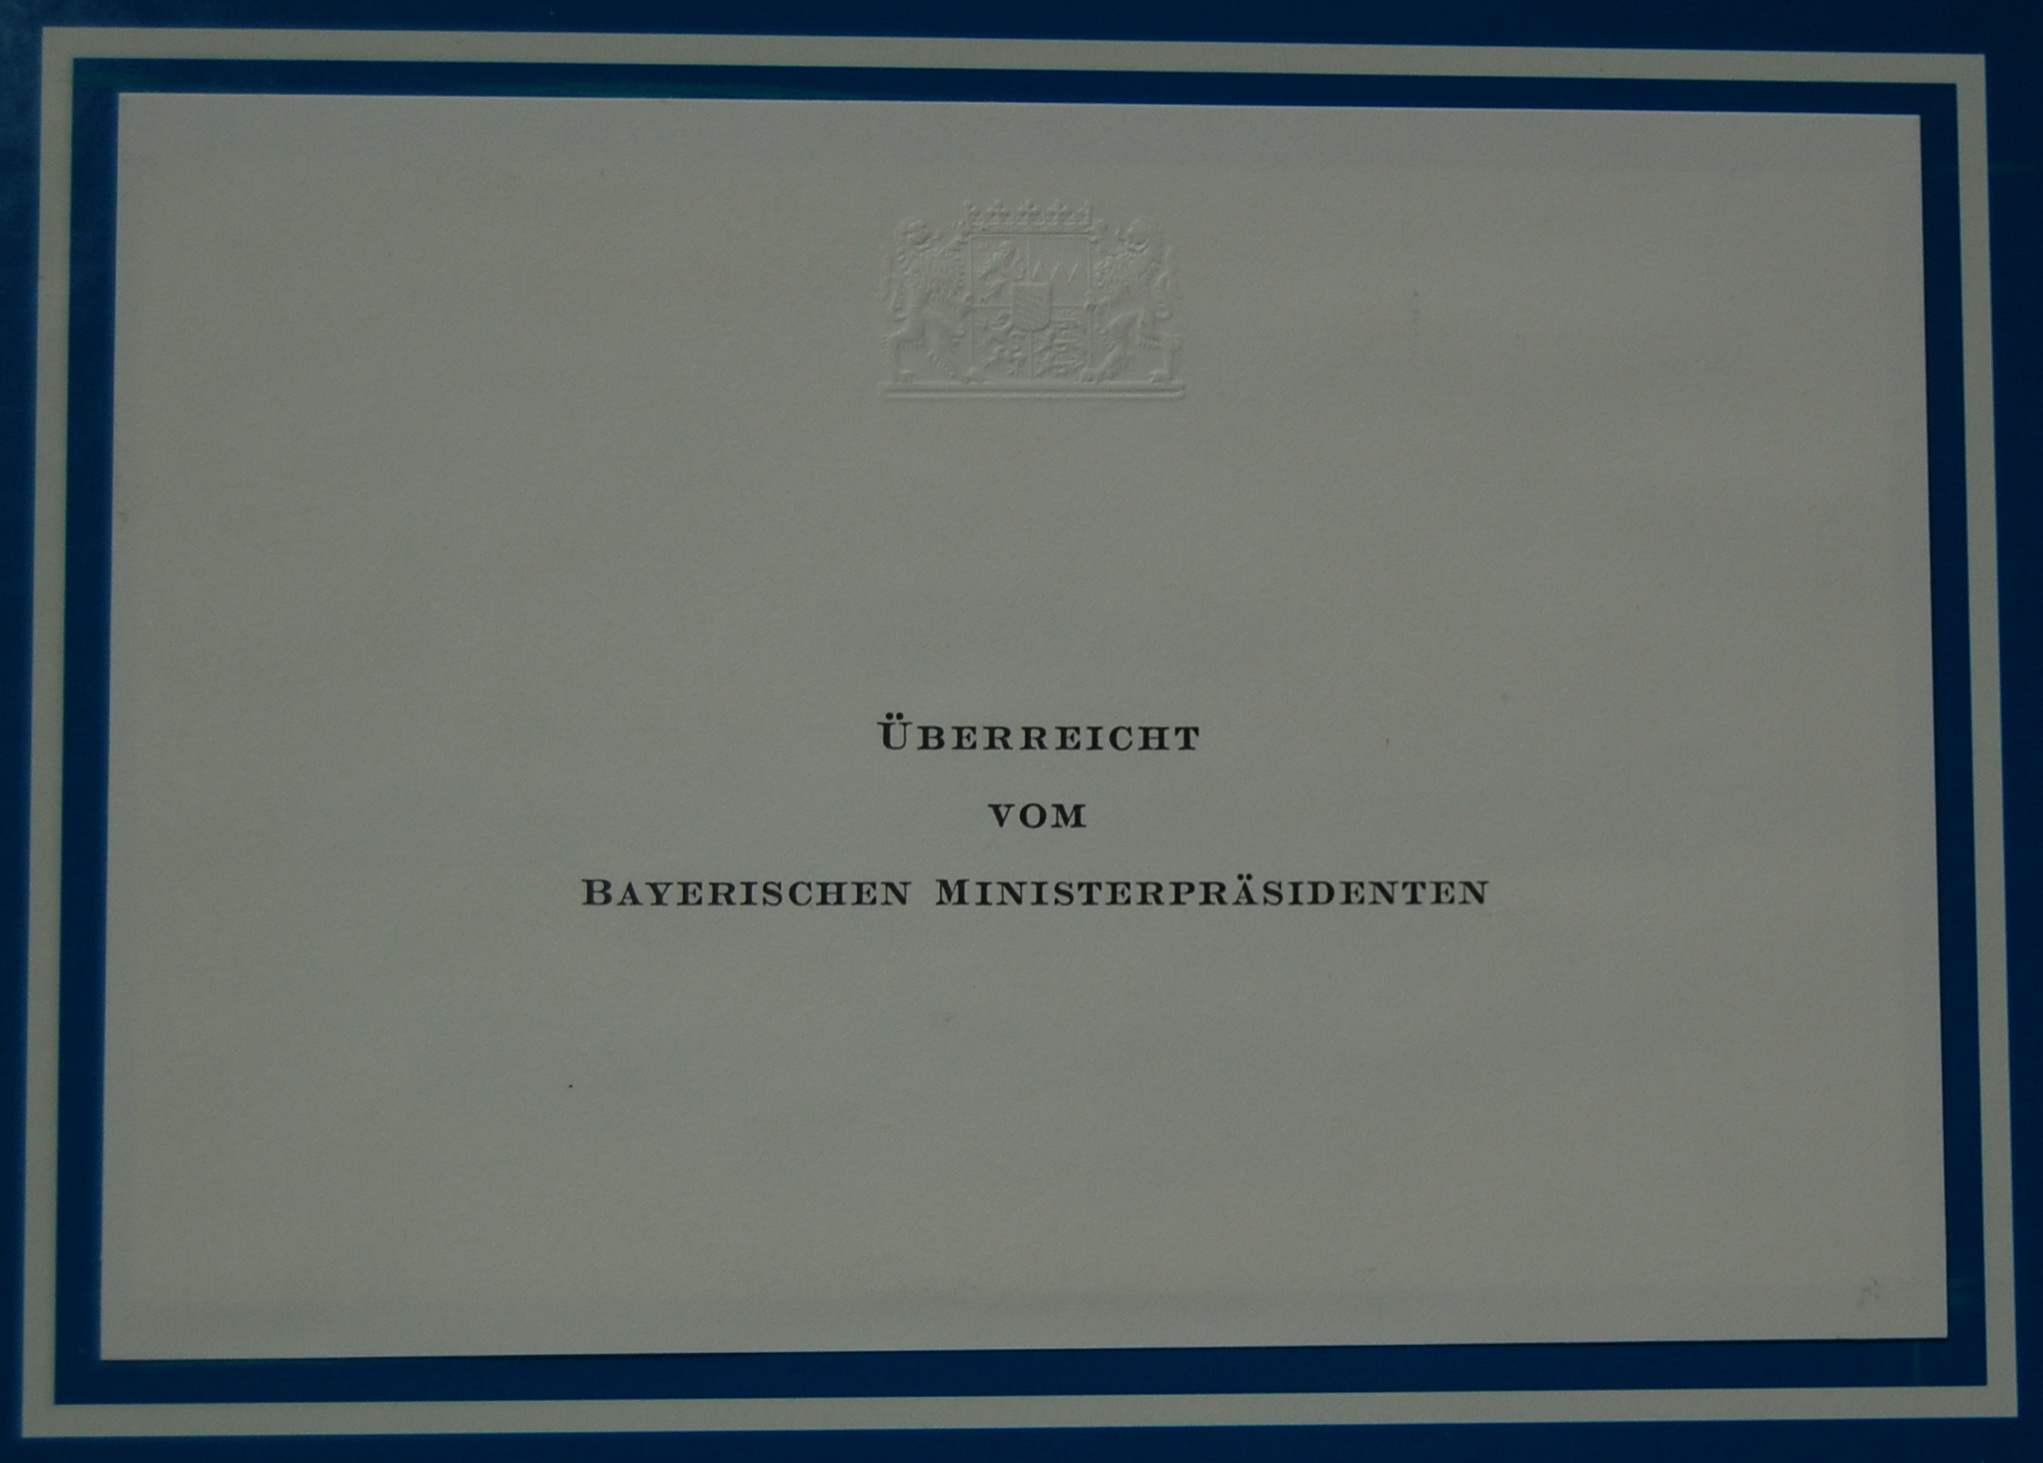 Überreicht
vom
Bayerischen Ministerpräsidenten